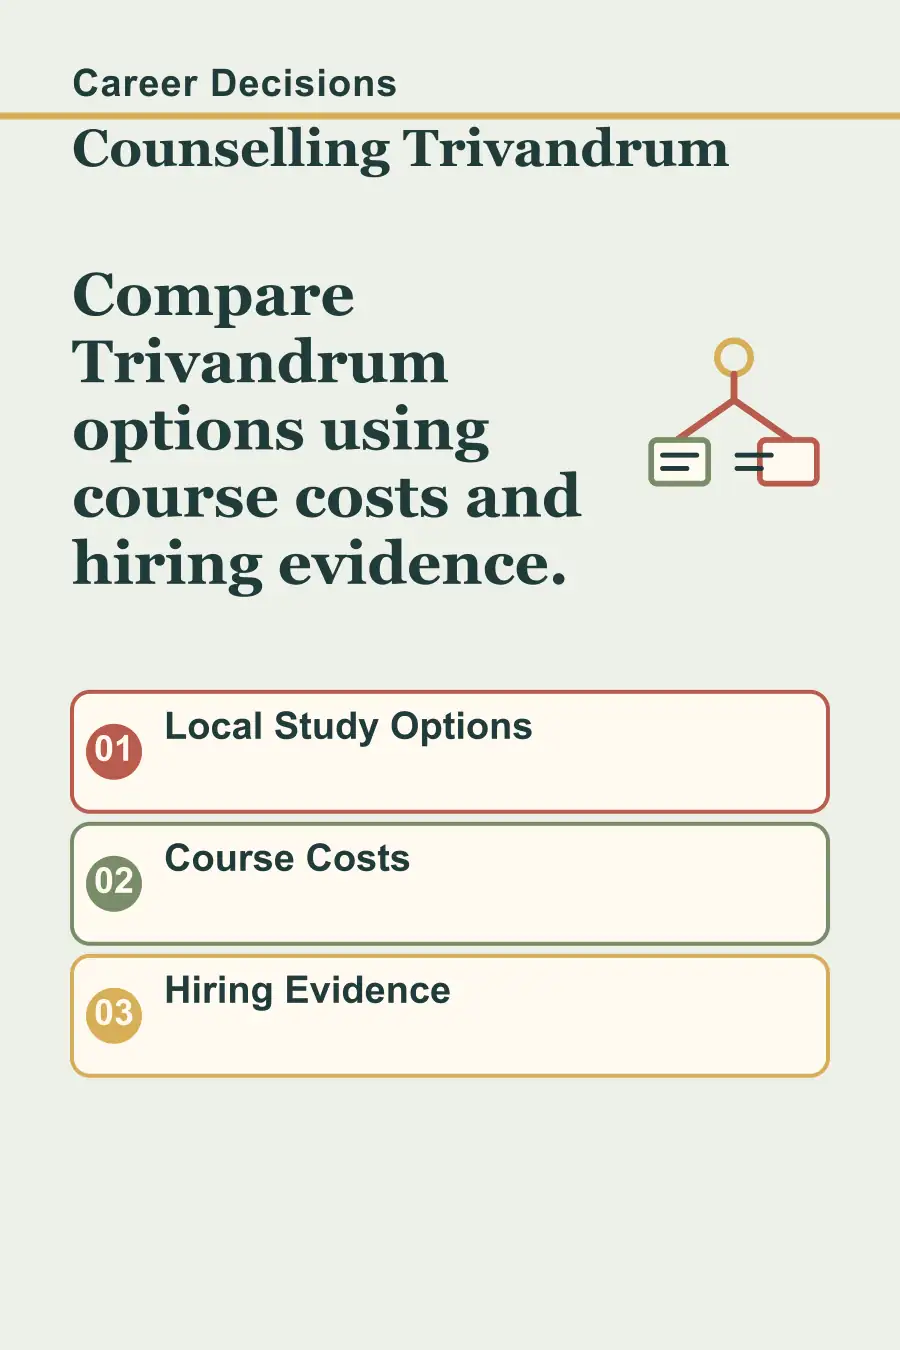 Career Decisions
Counselling Trivandrum
Compare
Trivandrum
options using
course costs and
hiring evidence.
01
Local Study Options
02
Course Costs
03
Hiring Evidence